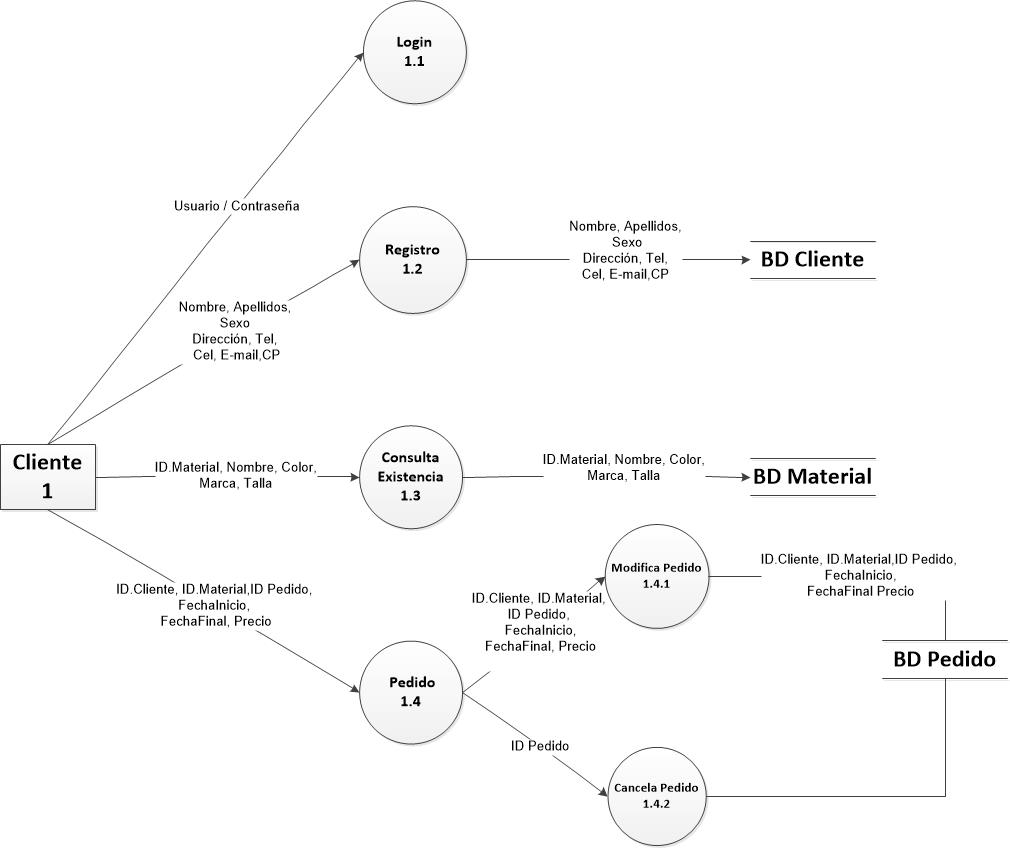 Login
1.1
Usuario / Contraseña
Registro
1.2
Nombre, Apellidos,
Sexo
Dirección, Tel,
Cel, E-mail,CP
BD Cliente
Nombre, Apellidos,
Sexo
Dirección, Tel,
Cel, E-mail,CP
Cliente
1
ID.Material, Nombre, Color,
Marca, Talla
Consulta
Existencia
1.3
ID.Material, Nombre, Color,
Marca, Talla
BD Material
ID.Cliente, ID.Material,ID Pedido,
FechaInicio,
FechaFinal, Precio
Pedido
1.4
ID.Cliente, ID.Material,
ID Pedido,
FechaInicio,
FechaFinal, Precio
Modifica Pedido
1.4.1
ID.Cliente, ID.Material,ID Pedido,
FechaInicio,
FechaFinal Precio
BD Pedido
ID Pedido
Cancela Pedido
1.4.2